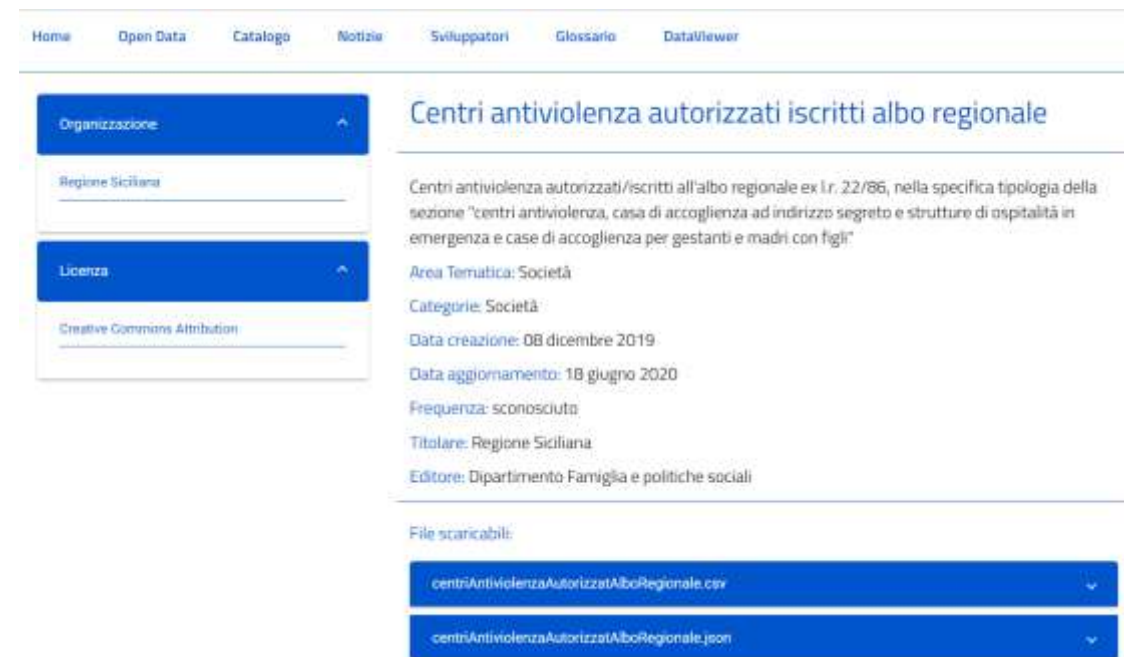 Home Open Data Catalogo Notizie Sviluppatori Glossario DataViewer
Organizzazione
Regione Siciliana
Licenza
Creative Commons Attribution
Centri antiviolenza autorizzati iscritti albo regionale
Centri antiviolenza autorizzati/iscritti all'albo regionale ex l.r. 22/86, nella specifica tipologia della
sezione "centri antiviolenza, casa di accoglienza ad indirizzo segreto e strutture di ospitalità in
emergenza e case di accoglienza per gestanti e madri con figli"
Area Tematica: Società
Categorie: Società
Data creazione: 08 dicembre 2019
Data aggiornamento: 18 giugno 2020
Frequenza: sconosciuto
Titolare: Regione Siciliana
Editore: Dipartimento Famiglia e politiche sociali
File scaricabili:
centriAntiviolenzaAutorizzatAlboRegionale.csv
centriAntiviolenzaAutorizzatAlboRegionale.json